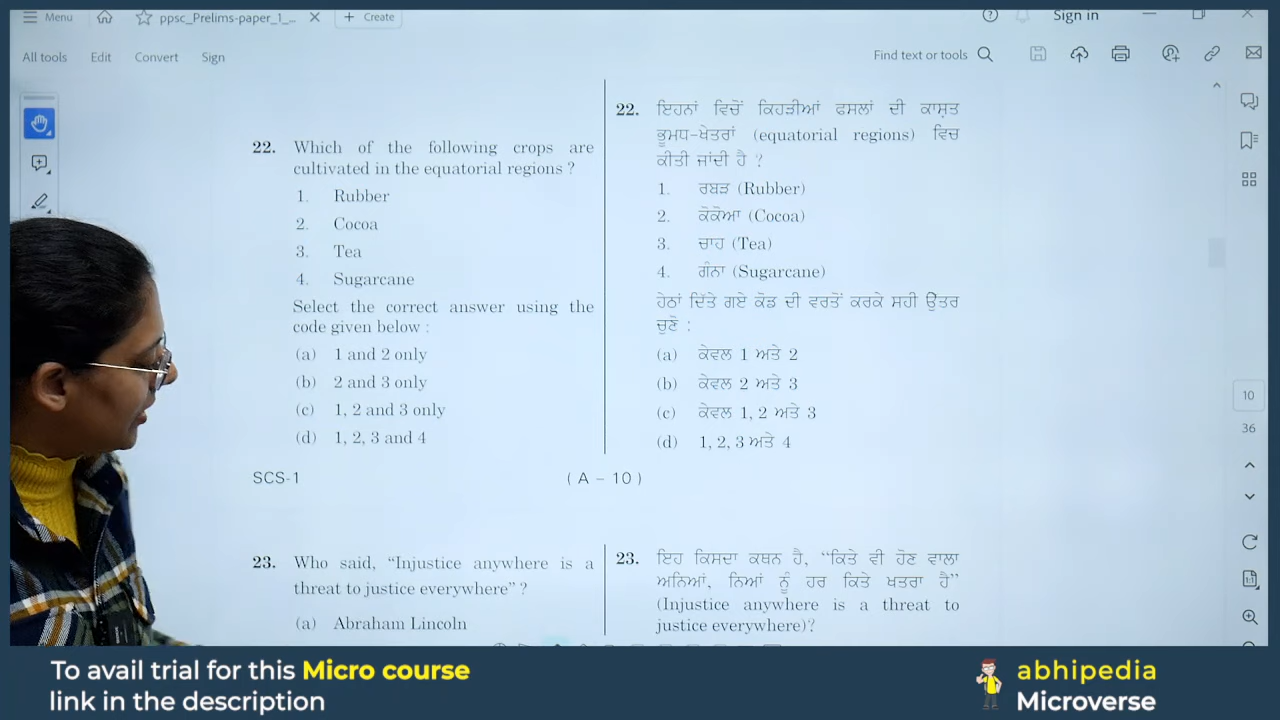 Menu
ppsc_Prelims-paper_1_...
Create
Sign in
All tools
Edit
Convert
Sign
Find text or tools
22. Which of the following crops are
cultivated in the equatorial regions ?
1. Rubber
2. Cocoa
3. Tea
4. Sugarcane
Select the correct answer using the
code given below :
(a) 1 and 2 only
(b) 2 and 3 only
(c) 1, 2 and 3 only
(d) 1, 2, 3 and 4
22. ਇਹਨਾਂ ਵਿਚੋਂ ਕਿਹੜੀਆਂ ਫਸਲਾਂ ਦੀ ਕਾਸ਼ਤ
ਭੂਮਧ-ਖੇਤਰਾਂ (equatorial regions) ਵਿਚ
ਕੀਤੀ ਜਾਂਦੀ ਹੈ ?
1. ਰਬੜ (Rubber)
2. ਕੋਕੋਆ (Cocoa)
3. ਚਾਹ (Tea)
4. ਗੰਨਾ (Sugarcane)
ਹੇਠਾਂ ਦਿੱਤੇ ਗਏ ਕੋਡ ਦੀ ਵਰਤੋਂ ਕਰਕੇ ਸਹੀ ਉੱਤਰ
ਚੁਣੋ :
(a) ਕੇਵਲ 1 ਅਤੇ 2
(b) ਕੇਵਲ 2 ਅਤੇ 3
(c) ਕੇਵਲ 1, 2 ਅਤੇ 3
(d) 1, 2, 3 ਅਤੇ 4
10
36
SCS-1
( A – 10 )
23. Who said, “Injustice anywhere is a
threat to justice everywhere” ?
(a) Abraham Lincoln
23. ਇਹ ਕਿਸਦਾ ਕਥਨ ਹੈ, “ਕਿਤੇ ਵੀ ਹੋਣ ਵਾਲਾ
ਅਨਿਆਂ, ਨਿਆਂ ਨੂੰ ਹਰ ਕਿਤੇ ਖਤਰਾ ਹੈ”
(Injustice anywhere is a threat to
justice everywhere)?
To avail trial for this Micro course
link in the description
abhipedia
Microverse